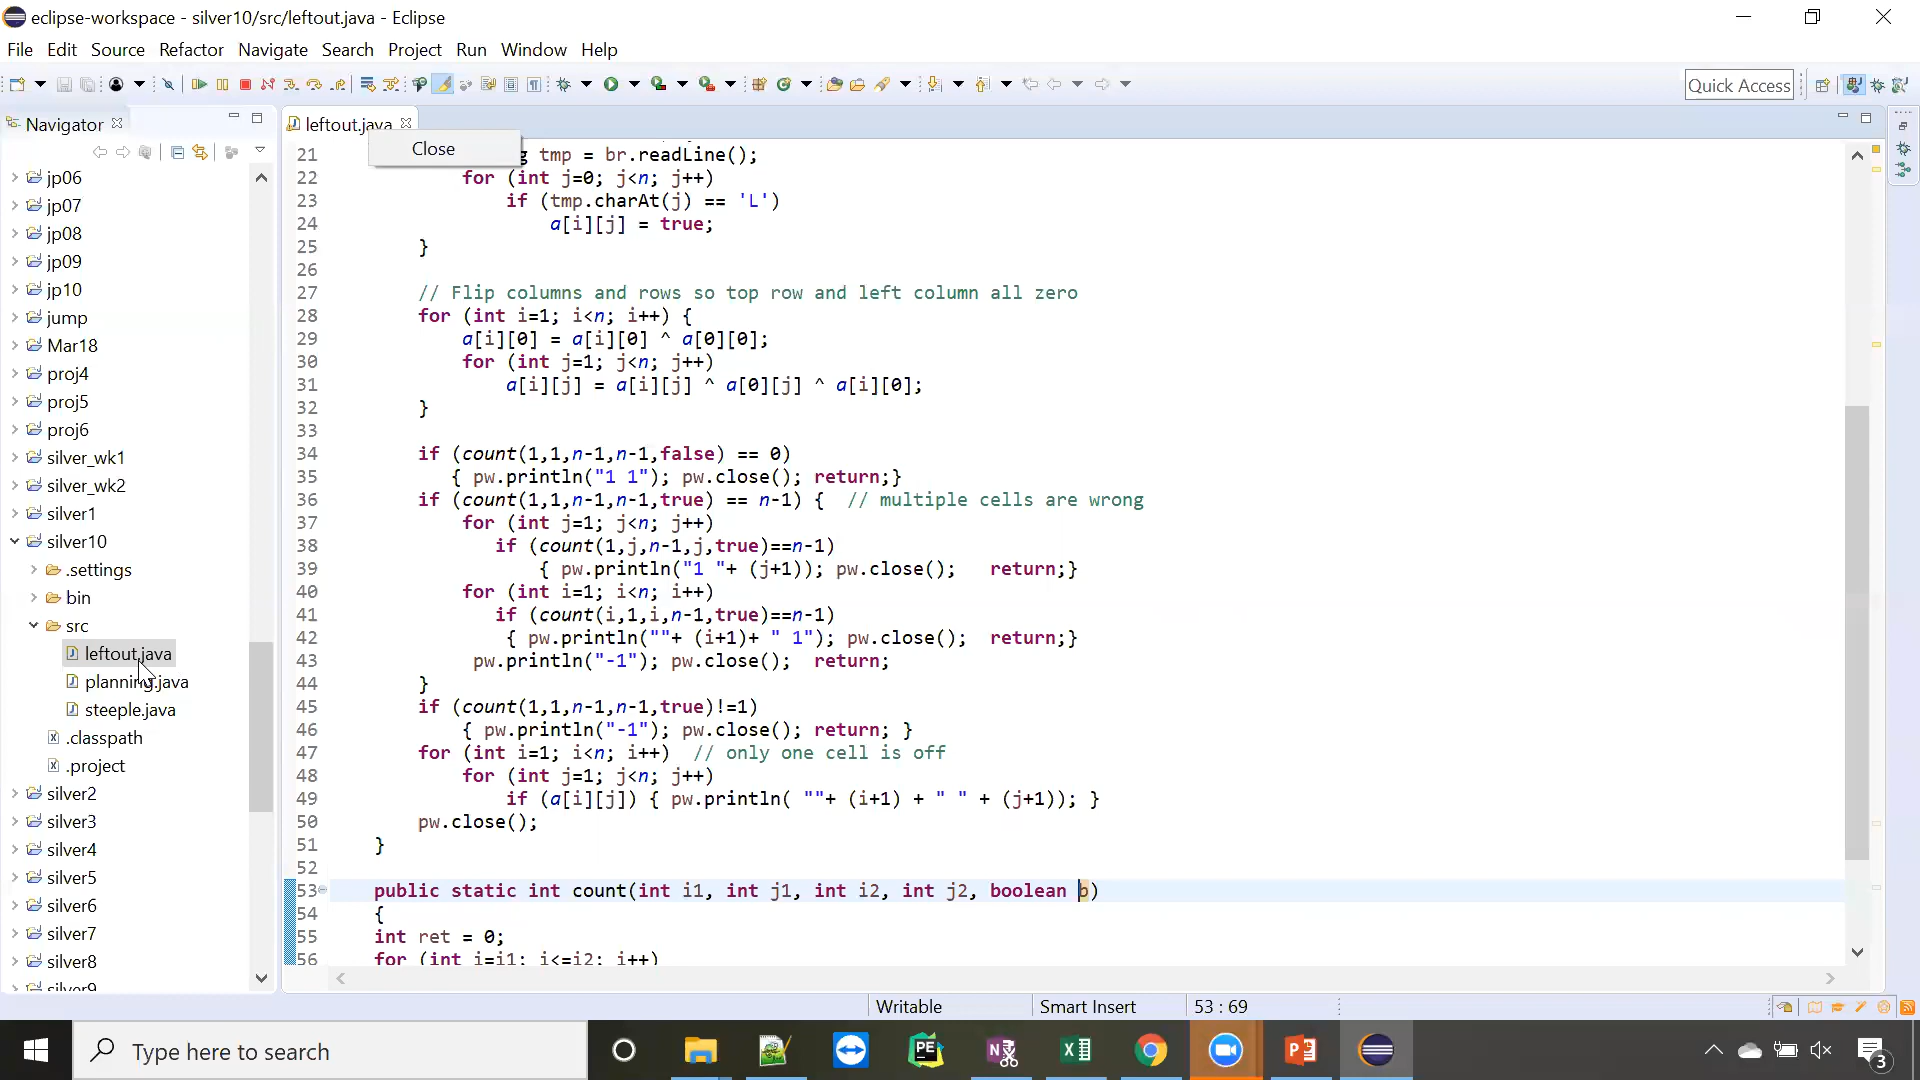 eclipse-workspace - silver10/src/leftout.java - Eclipse
File Edit Source Refactor Navigate Search Project Run Window Help
Quick Access
Navigator
jp06
jp07
jp08
jp09
jp10
jump
Mar18
proj4
proj5
proj6
silver_wk1
silver_wk2
silver1
silver10
.settings
bin
src
leftout.java
planning.java
steeple.java
.classpath
.project
silver2
silver3
silver4
silver5
silver6
silver7
silver8
silver9
leftout.java
Close
21 g tmp = br.readLine();
22 for (int j=0; j<n; j++)
23 if (tmp.charAt(j) == 'L')
24 a[i][j] = true;
25 }
26
27 // Flip columns and rows so top row and left column all zero
28 for (int i=1; i<n; i++) {
29 a[i][0] = a[i][0] ^ a[0][0];
30 for (int j=1; j<n; j++)
31 a[i][j] = a[i][j] ^ a[0][j] ^ a[i][0];
32 }
33
34 if (count(1,1,n-1,n-1,false) == 0)
35 { pw.println("1 1"); pw.close(); return;}
36 if (count(1,1,n-1,n-1,true) == n-1) { // multiple cells are wrong
37 for (int j=1; j<n; j++)
38 if (count(1,j,n-1,j,true)==n-1)
39 { pw.println("1 "+ (j+1)); pw.close(); return;}
40 for (int i=1; i<n; i++)
41 if (count(i,1,i,n-1,true)==n-1)
42 { pw.println(""+ (i+1)+ " 1"); pw.close(); return;}
43 pw.println("-1"); pw.close(); return;
44 }
45 if (count(1,1,n-1,n-1,true)!=1)
46 { pw.println("-1"); pw.close(); return; }
47 for (int i=1; i<n; i++) // only one cell is off
48 for (int j=1; j<n; j++)
49 if (a[i][j]) { pw.println( ""+ (i+1) + " " + (j+1)); }
50 pw.close();
51 }
52
53 public static int count(int i1, int j1, int i2, int j2, boolean b)
54 {
55 int ret = 0;
56 for (int i=i1; i<=i2; i++)
Writable Smart Insert 53 : 69
Type here to search
3